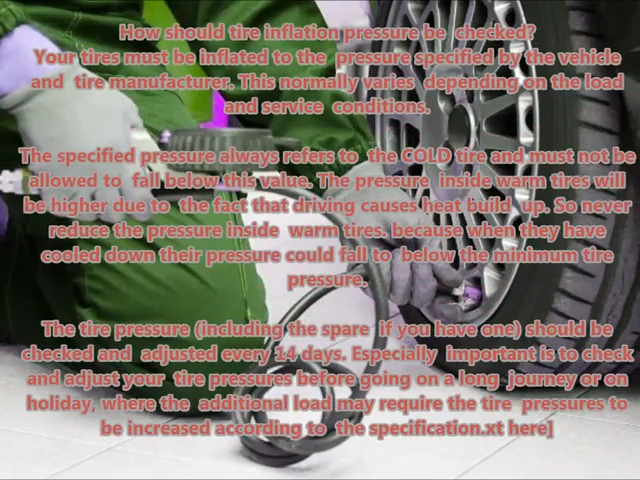 How should tire inflation pressure be checked?
Your tires must be inflated to the pressure specified by the vehicle
and tire manufacturer. This normally varies depending on the load
and service conditions.
The specified pressure always refers to the COLD tire and must not be
allowed to fall below this value. The pressure inside warm tires will
be higher due to the fact that driving causes heat build up. So never
reduce the pressure inside warm tires. because when they have
cooled down their pressure could fall to below the minimum tire
pressure.
The tire pressure (including the spare if you have one) should be
checked and adjusted every 14 days. Especially important is to check
and adjust your tire pressures before going on a long journey or on
holiday, where the additional load may require the tire pressures to
be increased according to the specification.xt here]